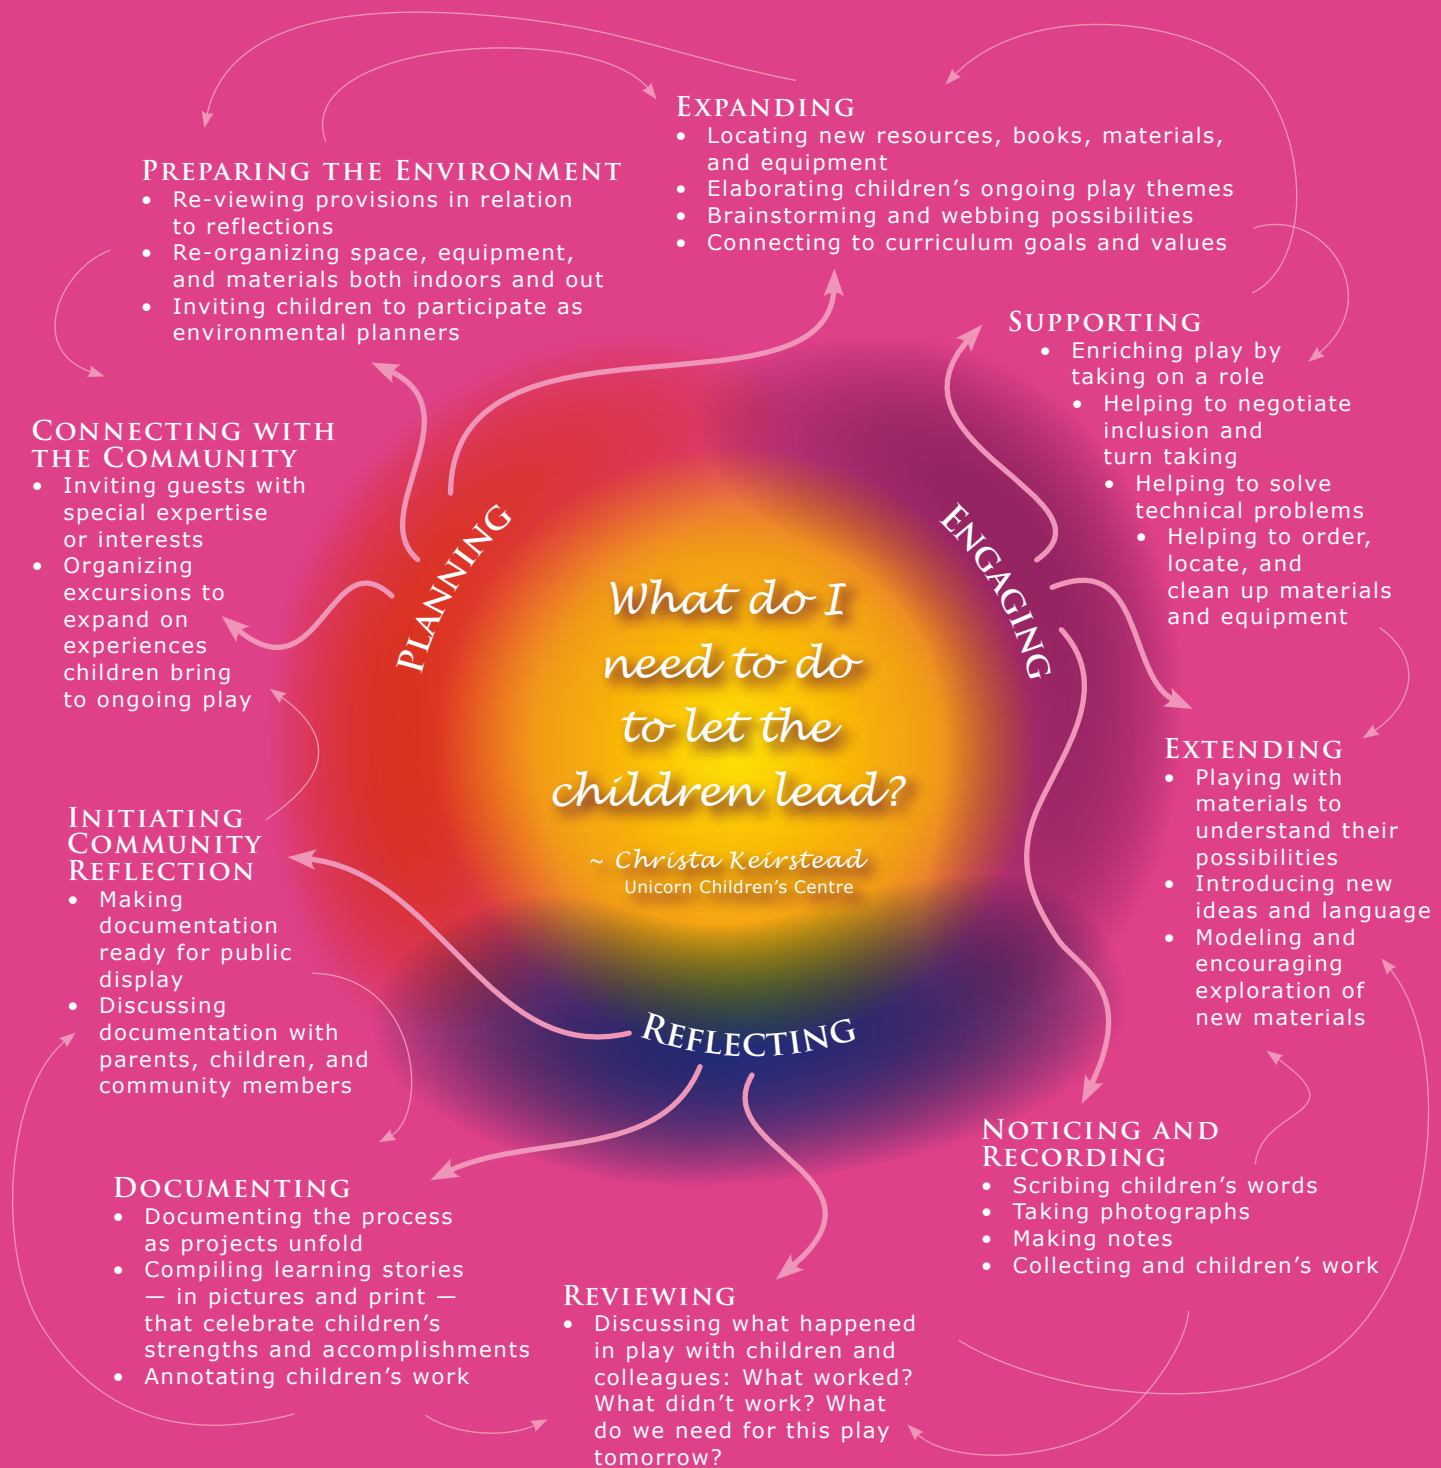 EXPANDING
• Locating new resources, books, materials,
and equipment
• Elaborating children’s ongoing play themes
• Brainstorming and webbing possibilities
• Connecting to curriculum goals and values
PREPARING THE ENVIRONMENT
• Re-viewing provisions in relation
to reflections
• Re-organizing space, equipment,
and materials both indoors and out
• Inviting children to participate as
environmental planners
SUPPORTING
• Enriching play by
taking on a role
• Helping to negotiate
inclusion and
turn taking
• Helping to solve
technical problems
• Helping to order,
locate, and
clean up materials
and equipment
CONNECTING WITH
THE COMMUNITY
• Inviting guests with
special expertise
or interests
• Organizing
excursions to
expand on
experiences
children bring
to ongoing play
PLANNING
ENGAGING
What do I
need to do
to let the
children lead?
~ Christa Keirstead
Unicorn Children’s Centre
EXTENDING
• Playing with
materials to
understand their
possibilities
• Introducing new
ideas and language
• Modeling and
encouraging
exploration of
new materials
INITIATING
COMMUNITY
REFLECTION
• Making
documentation
ready for public
display
• Discussing
documentation with
parents, children, and
community members
REFLECTING
NOTICING AND
RECORDING
• Scribing children’s words
• Taking photographs
• Making notes
• Collecting and children’s work
DOCUMENTING
• Documenting the process
as projects unfold
• Compiling learning stories
— in pictures and print —
that celebrate children’s
strengths and accomplishments
• Annotating children’s work
REVIEWING
• Discussing what happened
in play with children and
colleagues: What worked?
What didn’t work? What
do we need for this play
tomorrow?